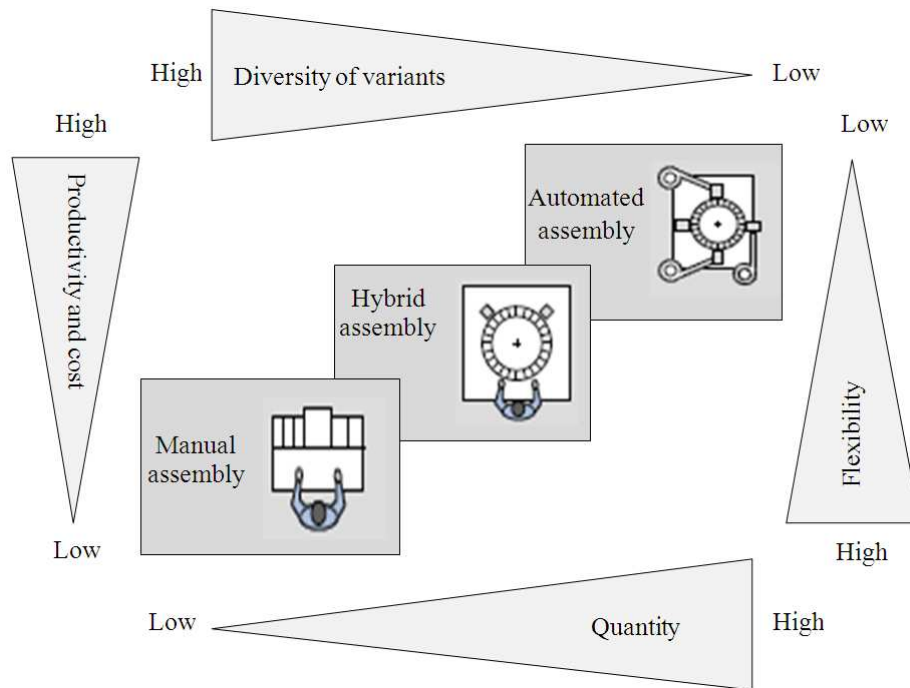 High
Diversity of variants
Low
High
Low
Productivity and cost
Automated
assembly
Hybrid
assembly
Manual
assembly
Flexibility
Low
High
Low
Quantity
High